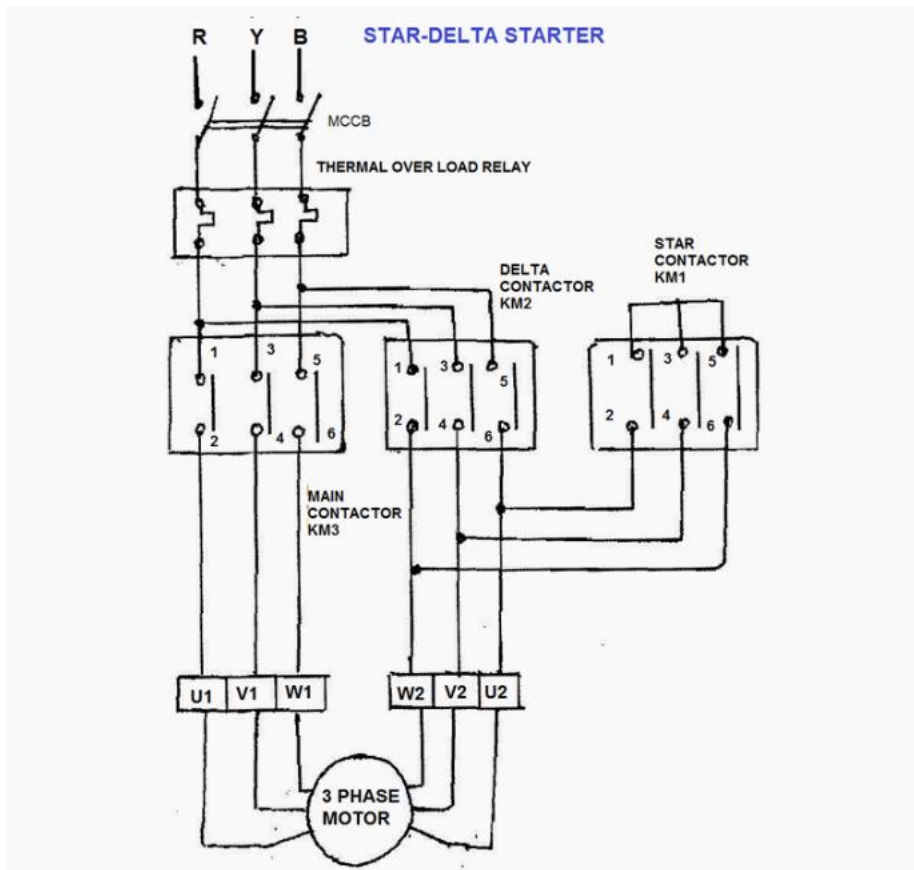 R Y B STAR-DELTA STARTER
MCCB
THERMAL OVER LOAD RELAY
STAR
CONTACTOR
KM1
DELTA
CONTACTOR
KM2
1 3 5
2 4 6
1 3 5
2 4 6
1 3 5
2 4 6
MAIN
CONTACTOR
KM3
U1 V1 W1
W2 V2 U2
3 PHASE
MOTOR